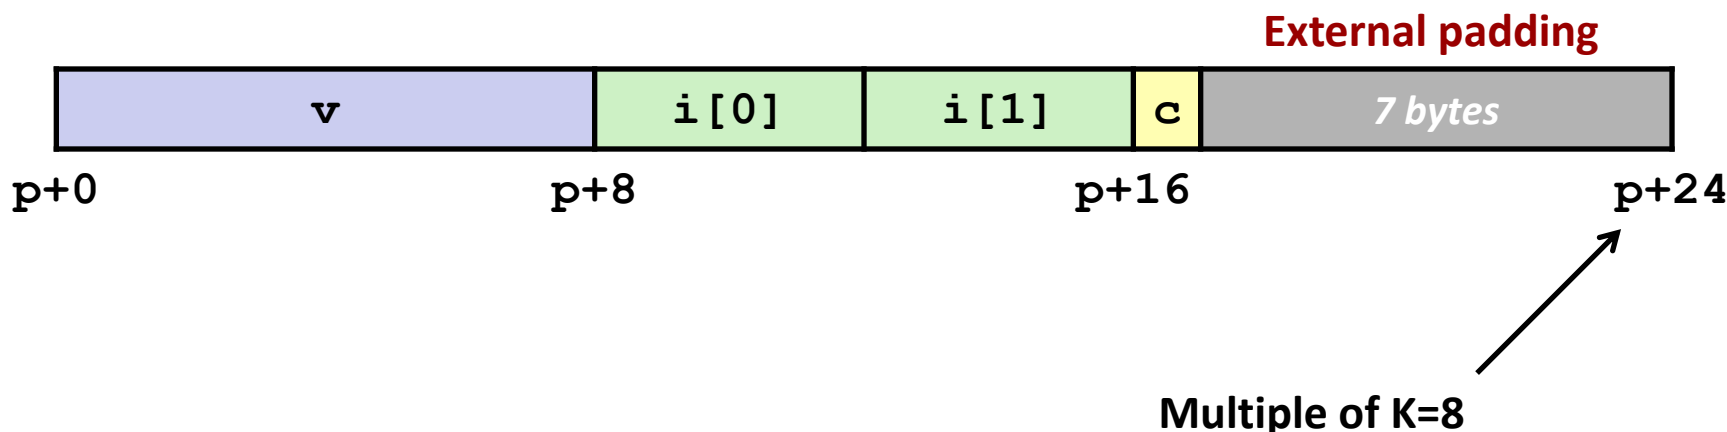 External padding
v i[0] i[1] c 7 bytes
p+0 p+8 p+16 p+24
Multiple of K=8